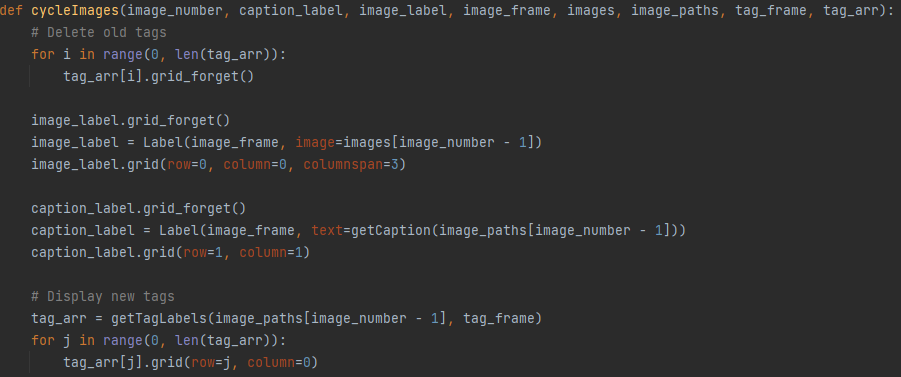 def cycleImages(image_number, caption_label, image_label, image_frame, images, image_paths, tag_frame, tag_arr):
    # Delete old tags
    for i in range(0, len(tag_arr)):
        tag_arr[i].grid_forget()

    image_label.grid_forget()
    image_label = Label(image_frame, image=images[image_number - 1])
    image_label.grid(row=0, column=0, columnspan=3)

    caption_label.grid_forget()
    caption_label = Label(image_frame, text=getCaption(image_paths[image_number - 1]))
    caption_label.grid(row=1, column=1)

    # Display new tags
    tag_arr = getTagLabels(image_paths[image_number - 1], tag_frame)
    for j in range(0, len(tag_arr)):
        tag_arr[j].grid(row=j, column=0)